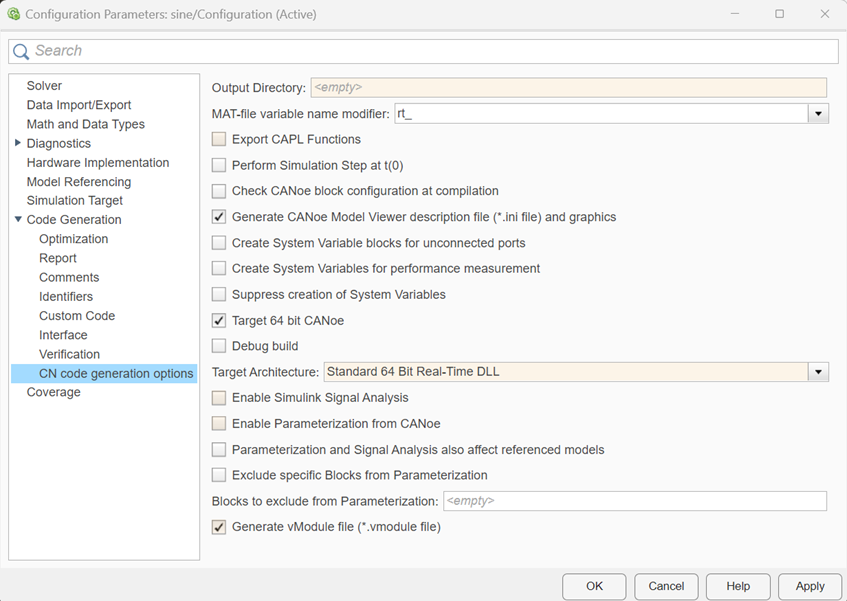 Configuration Parameters: sine/Configuration (Active)
Search
Solver
Data Import/Export
Math and Data Types
Diagnostics
Hardware Implementation
Model Referencing
Simulation Target
Code Generation
Optimization
Report
Comments
Identifiers
Custom Code
Interface
Verification
CN code generation options
Coverage
Output Directory: <empty>
MAT-file variable name modifier: rt_
Export CAPL Functions
Perform Simulation Step at t(0)
Check CANoe block configuration at compilation
Generate CANoe Model Viewer description file (*.ini file) and graphics
Create System Variable blocks for unconnected ports
Create System Variables for performance measurement
Suppress creation of System Variables
Target 64 bit CANoe
Debug build
Target Architecture: Standard 64 Bit Real-Time DLL
Enable Simulink Signal Analysis
Enable Parameterization from CANoe
Parameterization and Signal Analysis also affect referenced models
Exclude specific Blocks from Parameterization
Blocks to exclude from Parameterization: <empty>
Generate vModule file (*.vmodule file)
OK Cancel Help Apply